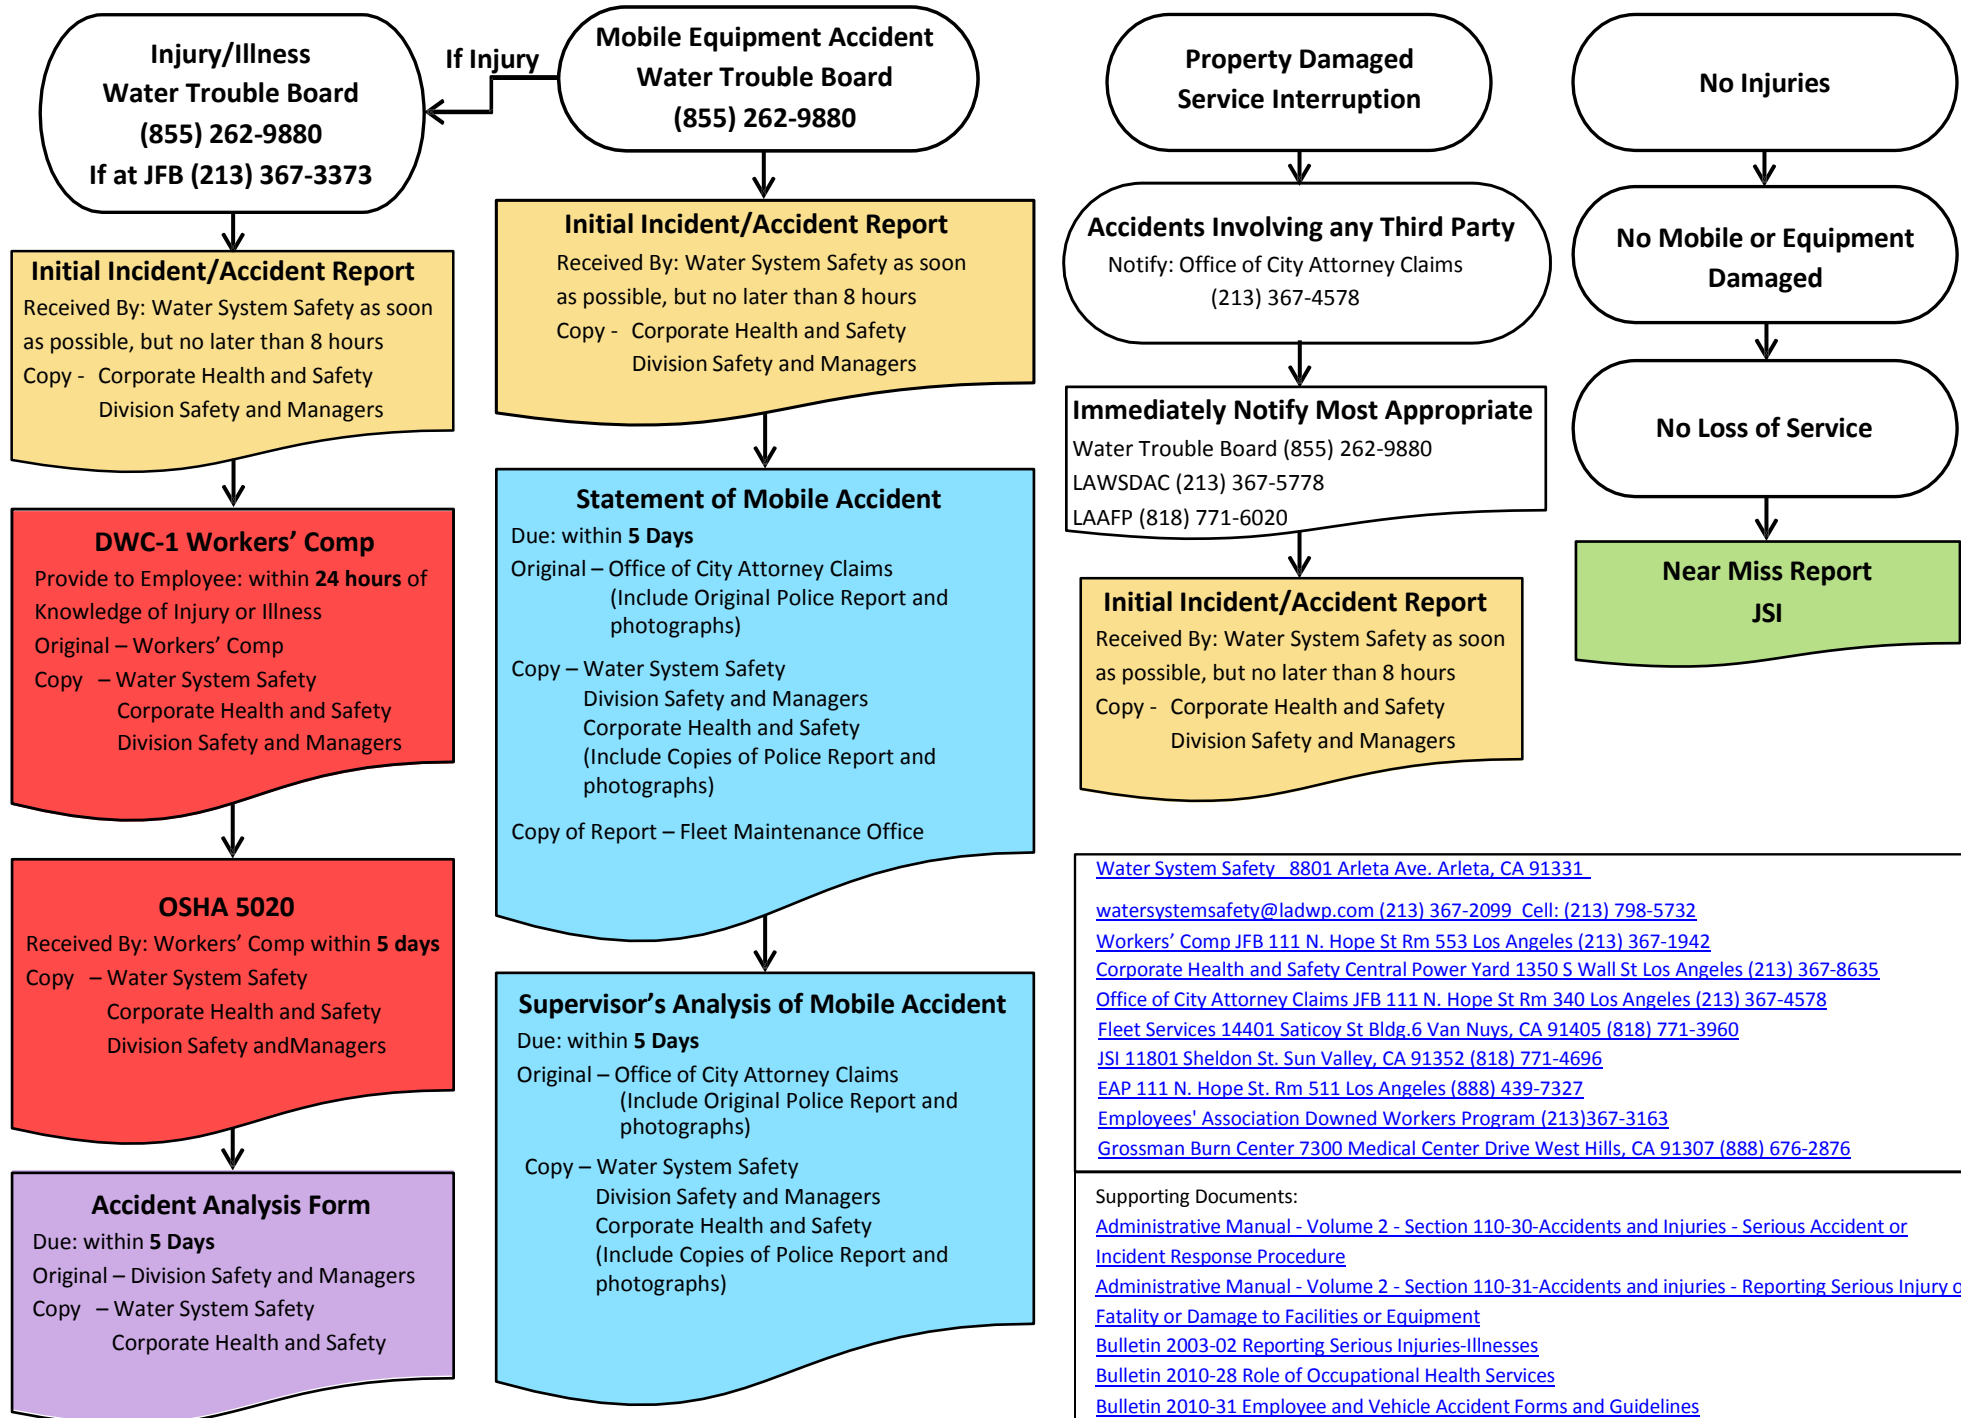 Injury/Illness
Water Trouble Board
(855) 262-9880
If at JFB (213) 367-3373
If Injury
Mobile Equipment Accident
Water Trouble Board
(855) 262-9880
Initial Incident/Accident Report
Received By: Water System Safety as soon
as possible, but no later than 8 hours
Copy - Corporate Health and Safety
Division Safety and Managers
DWC-1 Workers’ Comp
Provide to Employee: within 24 hours of
Knowledge of Injury or Illness
Original – Workers’ Comp
Copy – Water System Safety
Corporate Health and Safety
Division Safety and Managers
OSHA 5020
Received By: Workers’ Comp within 5 days
Copy – Water System Safety
Corporate Health and Safety
Division Safety andManagers
Accident Analysis Form
Due: within 5 Days
Original – Division Safety and Managers
Copy – Water System Safety
Corporate Health and Safety
Initial Incident/Accident Report
Received By: Water System Safety as soon
as possible, but no later than 8 hours
Copy - Corporate Health and Safety
Division Safety and Managers
Statement of Mobile Accident
Due: within 5 Days
Original – Office of City Attorney Claims
(Include Original Police Report and
photographs)
Copy – Water System Safety
Division Safety and Managers
Corporate Health and Safety
(Include Copies of Police Report and
photographs)
Copy of Report – Fleet Maintenance Office
Supervisor’s Analysis of Mobile Accident
Due: within 5 Days
Original – Office of City Attorney Claims
(Include Original Police Report and
photographs)
Copy – Water System Safety
Division Safety and Managers
Corporate Health and Safety
(Include Copies of Police Report and
photographs)
Property Damaged
Service Interruption
Accidents Involving any Third Party
Notify: Office of City Attorney Claims
(213) 367-4578
Immediately Notify Most Appropriate
Water Trouble Board (855) 262-9880
LAWSDAC (213) 367-5778
LAAFP (818) 771-6020
Initial Incident/Accident Report
Received By: Water System Safety as soon
as possible, but no later than 8 hours
Copy - Corporate Health and Safety
Division Safety and Managers
No Injuries
No Mobile or Equipment
Damaged
No Loss of Service
Near Miss Report
JSI
Water System Safety 8801 Arleta Ave. Arleta, CA 91331
watersystemsafety@ladwp.com (213) 367-2099 Cell: (213) 798-5732
Workers’ Comp JFB 111 N. Hope St Rm 553 Los Angeles (213) 367-1942
Corporate Health and Safety Central Power Yard 1350 S Wall St Los Angeles (213) 367-8635
Office of City Attorney Claims JFB 111 N. Hope St Rm 340 Los Angeles (213) 367-4578
Fleet Services 14401 Saticoy St Bldg.6 Van Nuys, CA 91405 (818) 771-3960
JSI 11801 Sheldon St. Sun Valley, CA 91352 (818) 771-4696
EAP 111 N. Hope St. Rm 511 Los Angeles (888) 439-7327
Employees' Association Downed Workers Program (213)367-3163
Grossman Burn Center 7300 Medical Center Drive West Hills, CA 91307 (888) 676-2876
Supporting Documents:
Administrative Manual - Volume 2 - Section 110-30-Accidents and Injuries - Serious Accident or
Incident Response Procedure
Administrative Manual - Volume 2 - Section 110-31-Accidents and injuries - Reporting Serious Injury
Fatality or Damage to Facilities or Equipment
Bulletin 2003-02 Reporting Serious Injuries-Illnesses
Bulletin 2010-28 Role of Occupational Health Services
Bulletin 2010-31 Employee and Vehicle Accident Forms and Guidelines